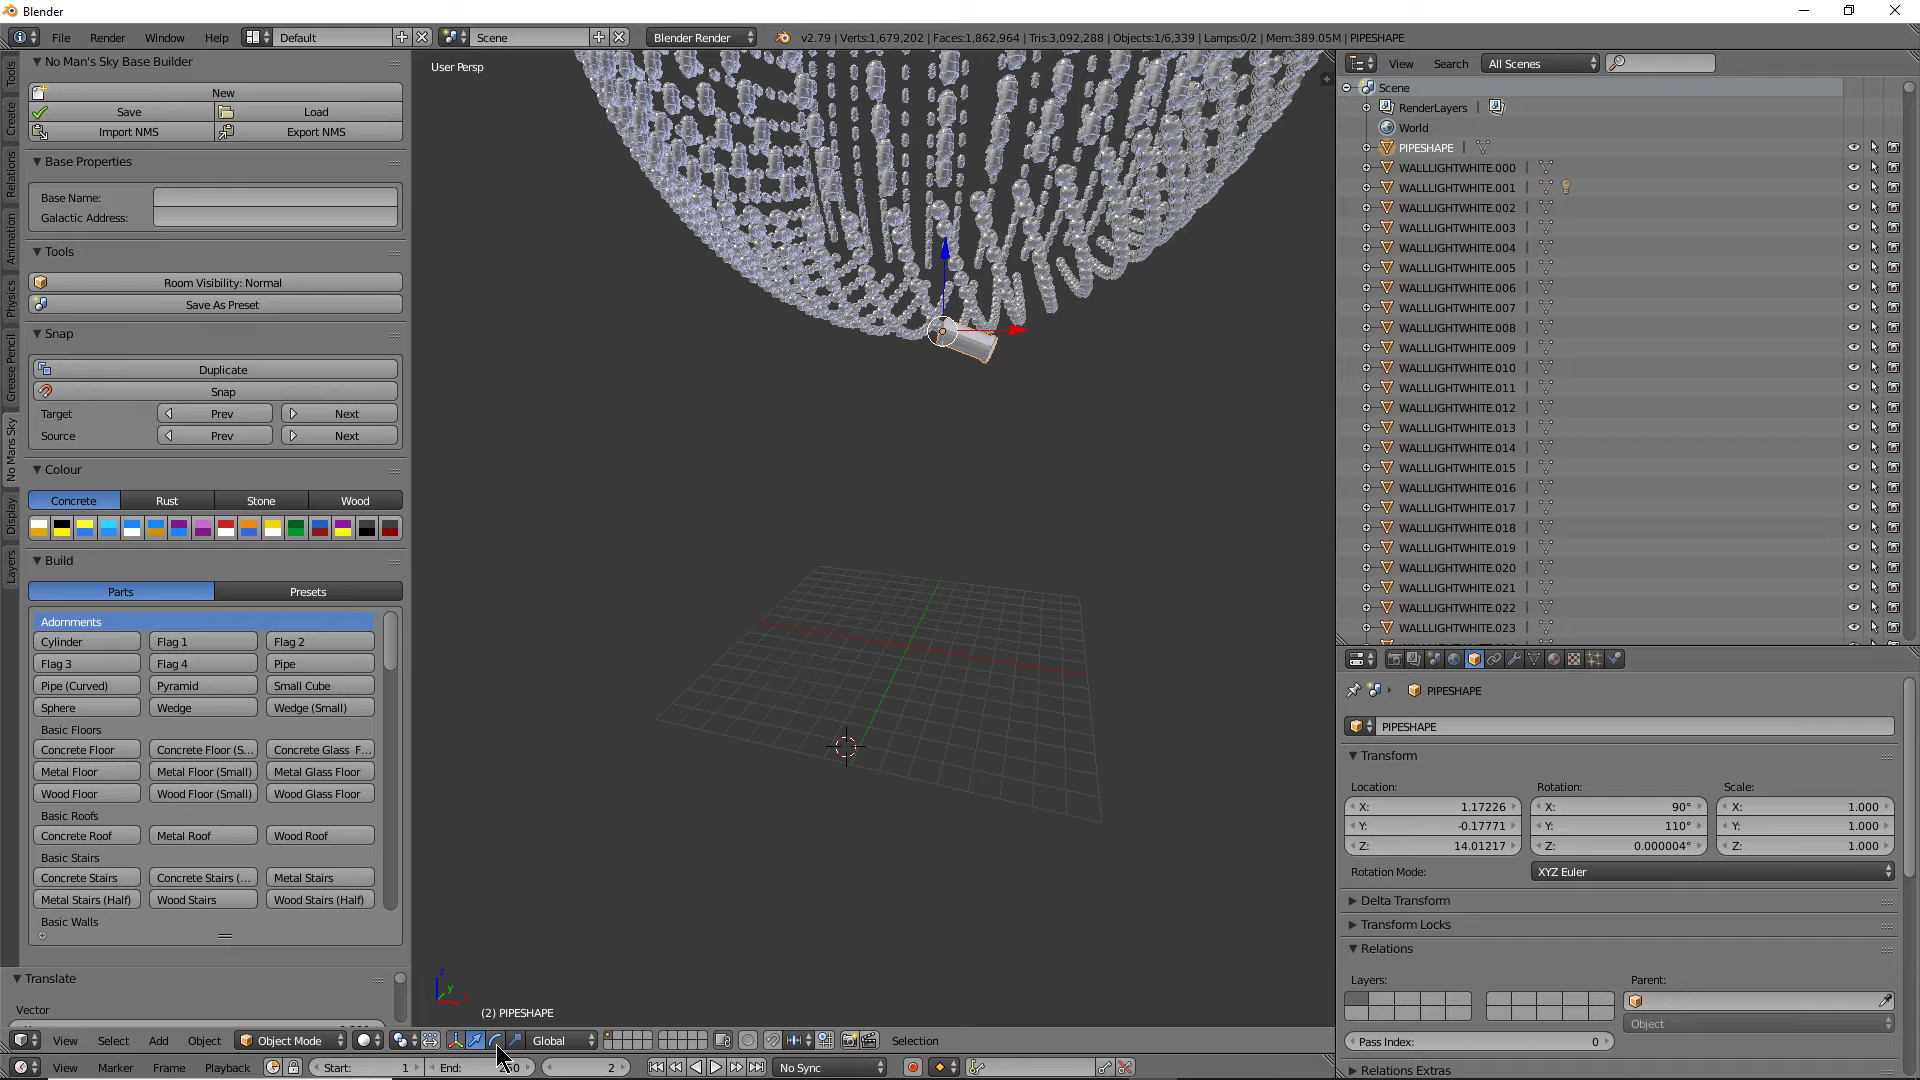 Blender
File Render Window Help Default Scene Blender Render v2.79 | Verts:1,679,202 | Faces:1,862,964 | Tris:3,092,288 | Objects:1/6,339 | Lamps:0/2 | Mem:389.05M | PIPESHAPE
Tools
Create
Relations
Animation
Physics
Grease Pencil
No Mans Sky
Display
Layers
No Man's Sky Base Builder
New
Save Load
Import NMS Export NMS
Base Properties
Base Name:
Galactic Address:
Tools
Room Visibility: Normal
Save As Preset
Snap
Duplicate
Snap
Target Prev Next
Source Prev Next
Colour
Concrete Rust Stone Wood
Build
Parts Presets
Adornments
Cylinder Flag 1 Flag 2
Flag 3 Flag 4 Pipe
Pipe (Curved) Pyramid Small Cube
Sphere Wedge Wedge (Small)
Basic Floors
Concrete Floor Concrete Floor (S... Concrete Glass F...
Metal Floor Metal Floor (Small) Metal Glass Floor
Wood Floor Wood Floor (Small) Wood Glass Floor
Basic Roofs
Concrete Roof Metal Roof Wood Roof
Basic Stairs
Concrete Stairs Concrete Stairs (... Metal Stairs
Metal Stairs (Half) Wood Stairs Wood Stairs (Half)
Basic Walls
Translate
Vector
User Persp
z
y
x
(2) PIPESHAPE
View Select Add Object Object Mode Global Selection
View Marker Frame Playback Start: 1 End: 2 No Sync
View Search All Scenes
Scene
RenderLayers |
World
PIPESHAPE |
WALLLIGHTWHITE.000 |
WALLLIGHTWHITE.001 |
WALLLIGHTWHITE.002 |
WALLLIGHTWHITE.003 |
WALLLIGHTWHITE.004 |
WALLLIGHTWHITE.005 |
WALLLIGHTWHITE.006 |
WALLLIGHTWHITE.007 |
WALLLIGHTWHITE.008 |
WALLLIGHTWHITE.009 |
WALLLIGHTWHITE.010 |
WALLLIGHTWHITE.011 |
WALLLIGHTWHITE.012 |
WALLLIGHTWHITE.013 |
WALLLIGHTWHITE.014 |
WALLLIGHTWHITE.015 |
WALLLIGHTWHITE.016 |
WALLLIGHTWHITE.017 |
WALLLIGHTWHITE.018 |
WALLLIGHTWHITE.019 |
WALLLIGHTWHITE.020 |
WALLLIGHTWHITE.021 |
WALLLIGHTWHITE.022 |
WALLLIGHTWHITE.023 |
PIPESHAPE
PIPESHAPE
Transform
Location: Rotation: Scale:
X: 1.17226 X: 90° X: 1.000
Y: -0.17771 Y: 110° Y: 1.000
Z: 14.01217 Z: 0.000004° Z: 1.000
Rotation Mode: XYZ Euler
Delta Transform
Transform Locks
Relations
Layers: Parent:
Object
Pass Index: 0
Relations Extras